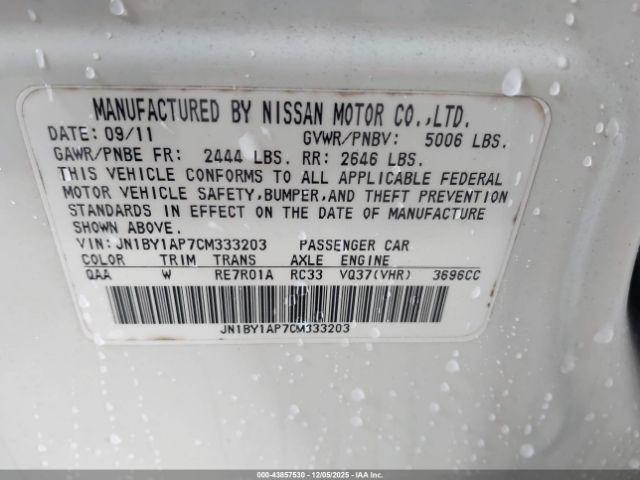 MANUFACTURED BY NISSAN MOTOR CO.,LTD.
DATE: 09/11 GVWR/PNBV: 5006 LBS.
GAWR/PNBE FR: 2444 LBS. RR: 2646 LBS.
THIS VEHICLE CONFORMS TO ALL APPLICABLE FEDERAL
MOTOR VEHICLE SAFETY,BUMPER,AND THEFT PREVENTION
STANDARDS IN EFFECT ON THE DATE OF MANUFACTURE
SHOWN ABOVE.
VIN:JN1BY1AP7CM333203 PASSENGER CAR
COLOR TRIM TRANS AXLE ENGINE
QAA W RE7R01A RC33 VQ37(VHR) 3696CC
JN1BY1AP7CM333203
000-43857530 - 12/05/2025 - IAAI.COM